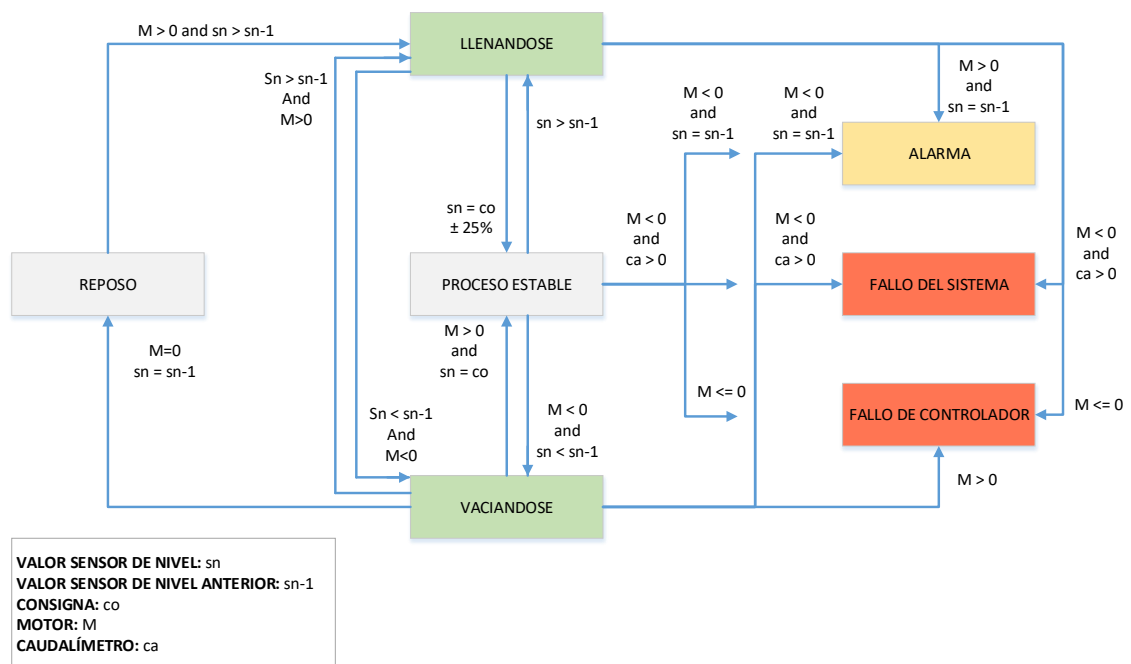 M > 0 and sn > sn-1
LLENANDOSE
Sn > sn-1
And
M>0
sn > sn-1
M < 0
and
sn = sn-1
M < 0
and
sn = sn-1
M > 0
and
sn = sn-1
ALARMA
sn = co
± 25%
M < 0
and
ca > 0
M < 0
and
ca > 0
M < 0
and
ca > 0
REPOSO
PROCESO ESTABLE
FALLO DEL SISTEMA
M=0
sn = sn-1
M > 0
and
sn = co
M <= 0
FALLO DE CONTROLADOR
M <= 0
Sn < sn-1
And
M<0
M < 0
and
sn < sn-1
M > 0
VACIANDOSE
VALOR SENSOR DE NIVEL: sn
VALOR SENSOR DE NIVEL ANTERIOR: sn-1
CONSIGNA: co
MOTOR: M
CAUDALÍMETRO: ca